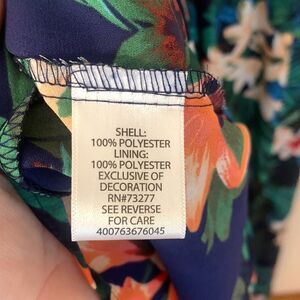 SHELL:
100% POLYESTER
LINING:
100% POLYESTER
EXCLUSIVE OF
DECORATION
RN#73277
SEE REVERSE
FOR CARE
400763676045